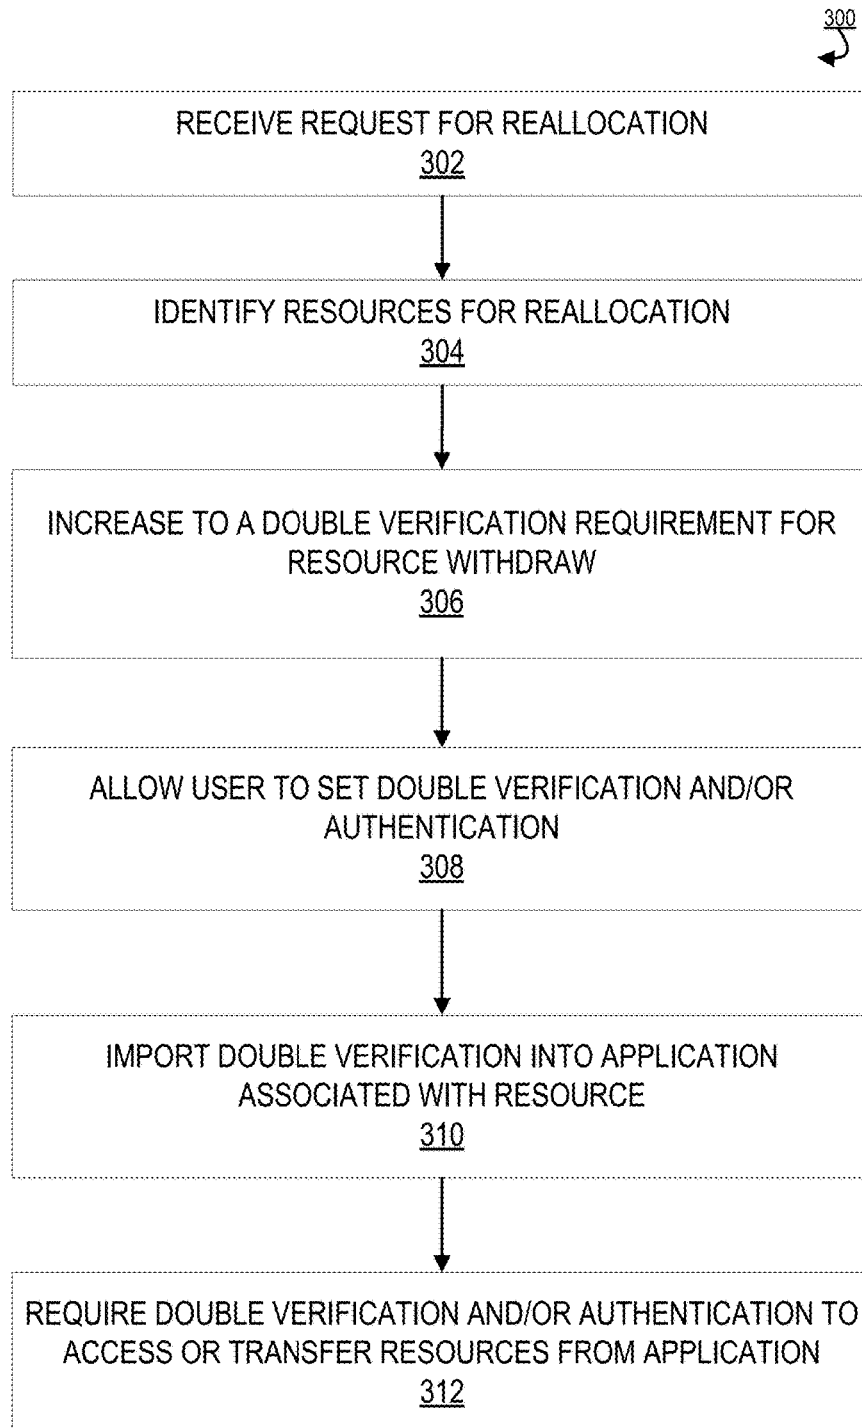 300
RECEIVE REQUEST FOR REALLOCATION
302
IDENTIFY RESOURCES FOR REALLOCATION
304
INCREASE TO A DOUBLE VERIFICATION REQUIREMENT FOR
RESOURCE WITHDRAW
306
ALLOW USER TO SET DOUBLE VERIFICATION AND/OR
AUTHENTICATION
308
IMPORT DOUBLE VERIFICATION INTO APPLICATION
ASSOCIATED WITH RESOURCE
310
REQUIRE DOUBLE VERIFICATION AND/OR AUTHENTICATION TO
ACCESS OR TRANSFER RESOURCES FROM APPLICATION
312